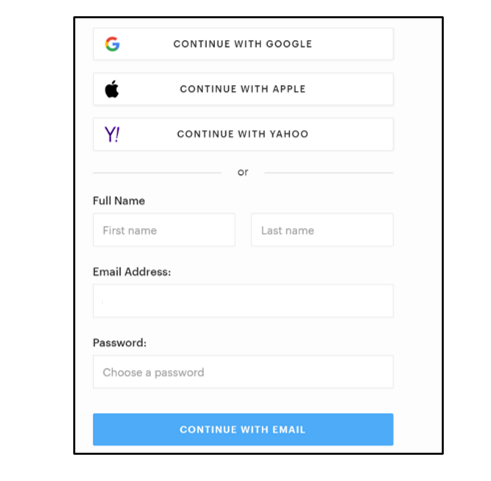 CONTINUE WITH GOOGLE
CONTINUE WITH APPLE
Y! CONTINUE WITH YAHOO
or
Full Name
First name Last name
Email Address:
Password:
Choose a password
CONTINUE WITH EMAIL